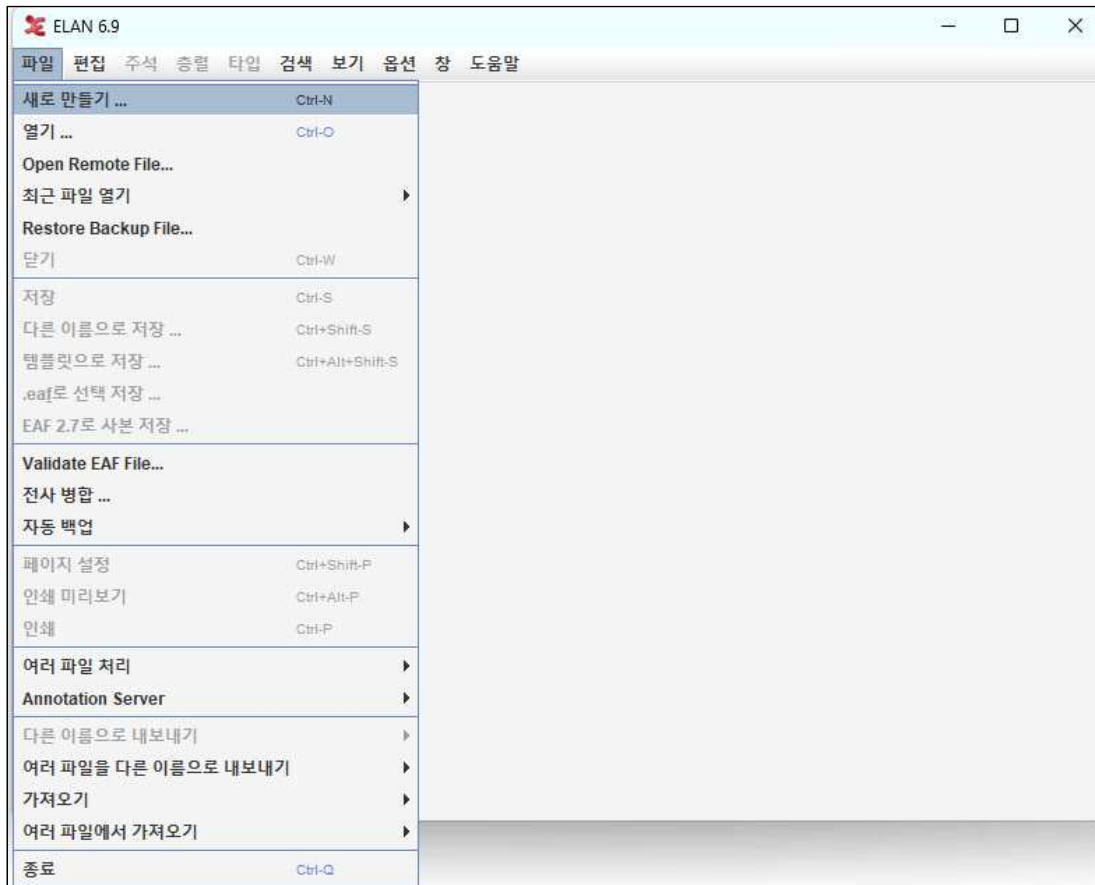 ELAN 6.9
파일 편집 주석 층렬 타입 검색 보기 옵션 창 도움말
새로 만들기 ... Ctrl-N
열기 ... Ctrl-O
Open Remote File...
최근 파일 열기
Restore Backup File...
닫기 Ctrl-W
저장 Ctrl-S
다른 이름으로 저장 ... Ctrl+Shift-S
템플릿으로 저장 ... Ctrl+Alt+Shift-S
.eaf로 선택 저장 ...
EAF 2.7로 사본 저장 ...
Validate EAF File...
전사 병합 ...
자동 백업
페이지 설정 Ctrl+Shift-P
인쇄 미리보기 Ctrl+Alt-P
인쇄 Ctrl-P
여러 파일 처리
Annotation Server
다른 이름으로 내보내기
여러 파일을 다른 이름으로 내보내기
가져오기
여러 파일에서 가져오기
종료 Ctrl-Q